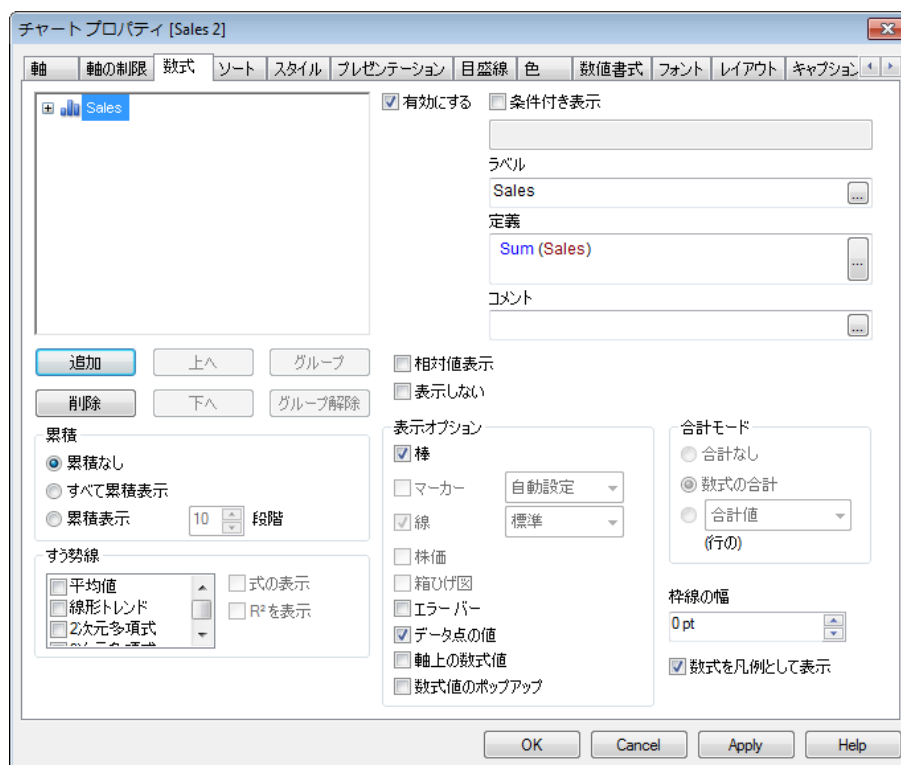 チャート プロパティ [Sales 2]
軸 軸の制限 数式 ソート スタイル プレゼンテーション 目盛線 色 数値書式 フォント レイアウト キャプション
Sales
有効にする 条件付き表示
ラベル
Sales
...
定義
Sum (Sales)
...
コメント
...
追加 上へ グループ
削除 下へ グループ解除
相対値表示
表示しない
累積
累積なし
すべて累積表示
累積表示 10 段階
すう勢線
平均値
線形トレンド
2次元多項式
式の表示
R²を表示
表示オプション
棒
マーカー 自動設定
線 標準
株価
箱ひげ図
エラー バー
データ点の値
軸上の数式値
数式値のポップアップ
合計モード
合計なし
数式の合計
合計値
(行の)
枠線の幅
0 pt
数式を凡例として表示
OK Cancel Apply Help